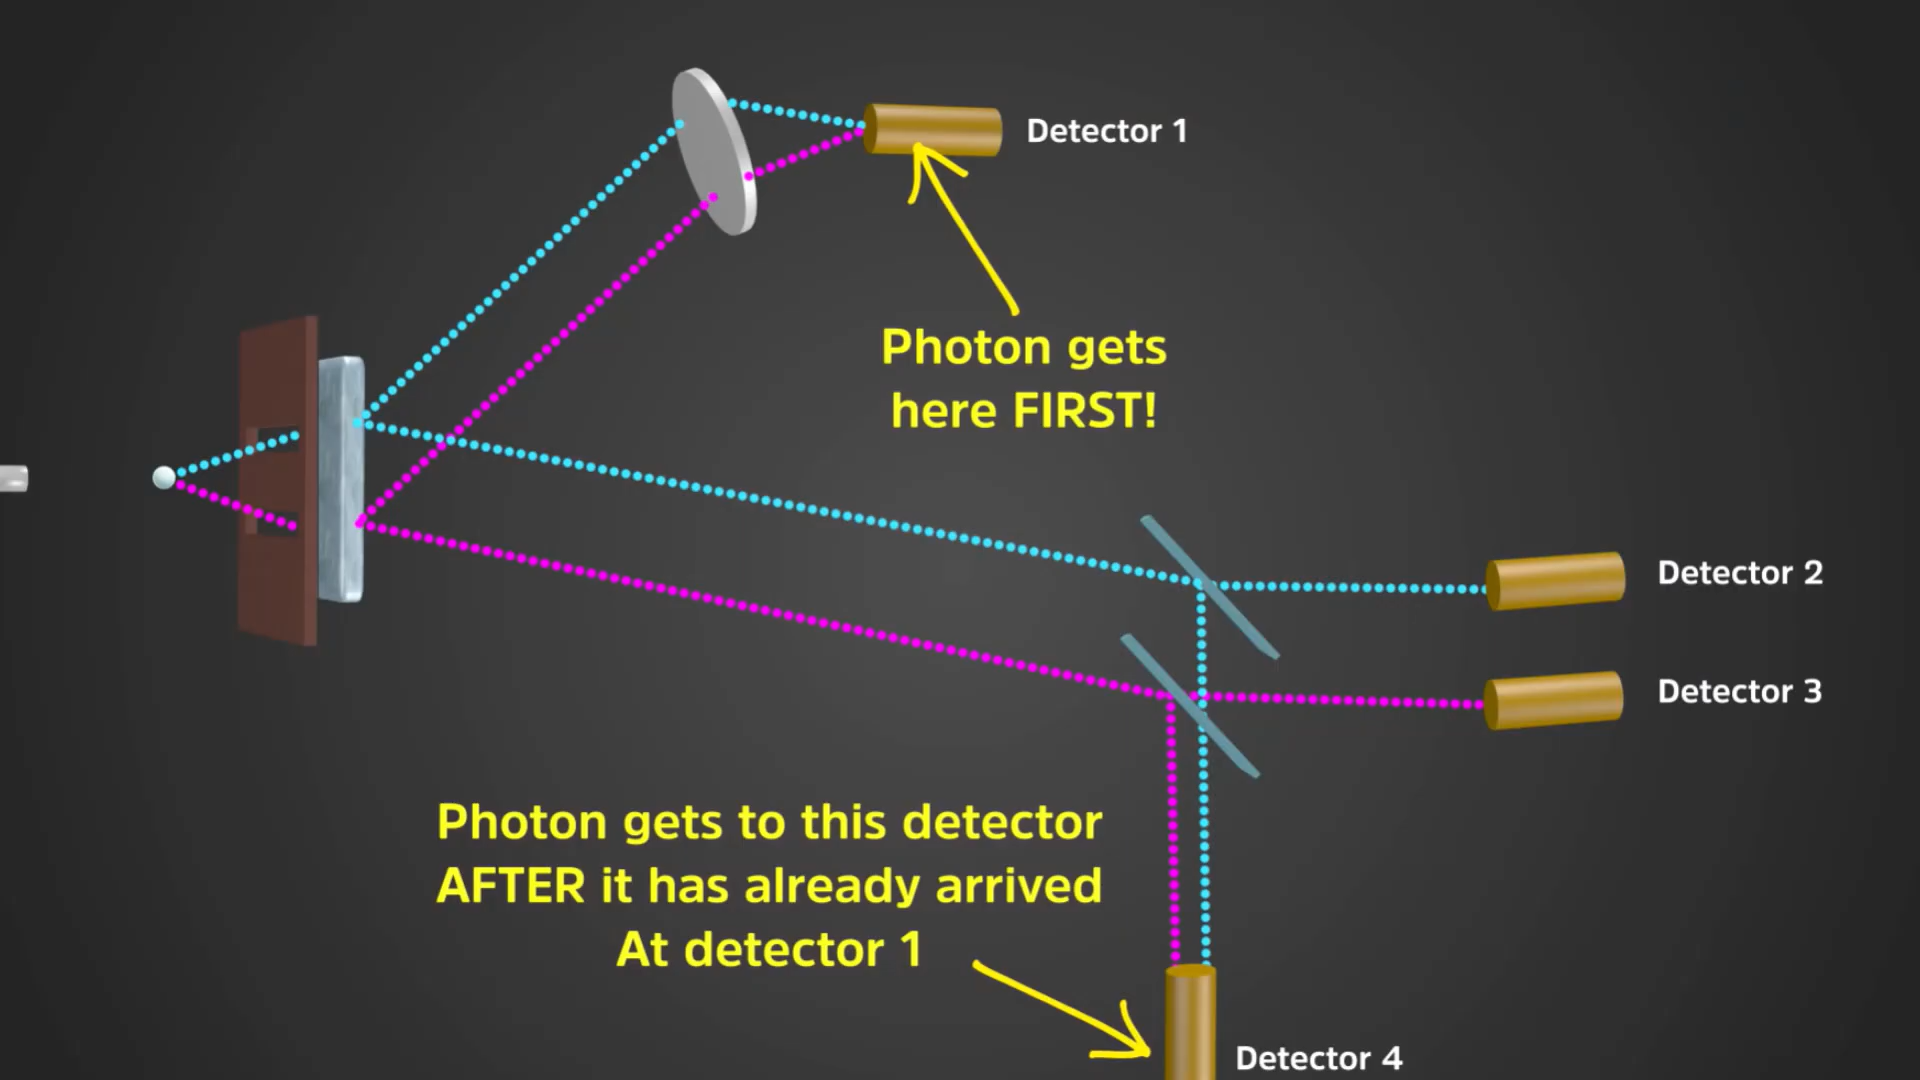 Detector 1
Photon gets
here FIRST!
Detector 2
Detector 3
Photon gets to this detector
AFTER it has already arrived
At detector 1
Detector 4